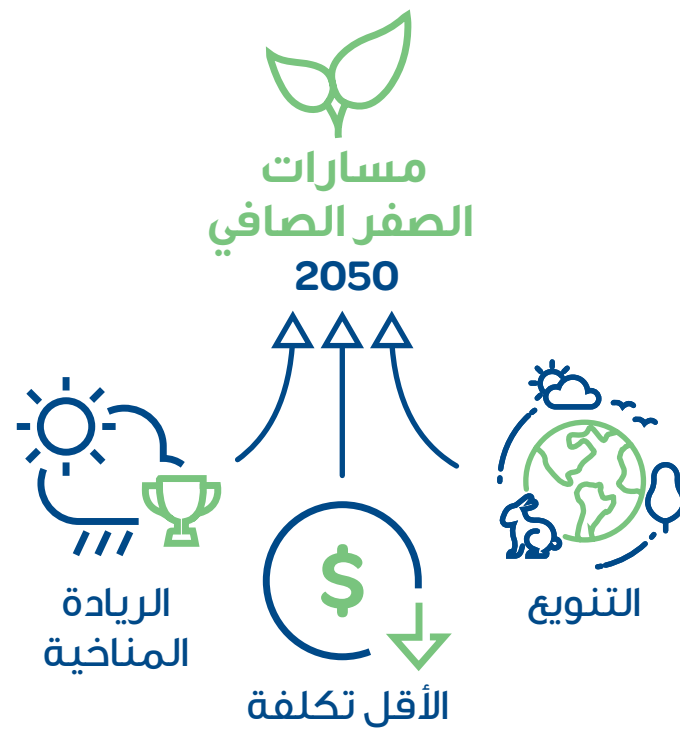 مسارات
الصفر الصافي
2050
التنويع
الريادة
المناخية
$
الأقل تكلفة